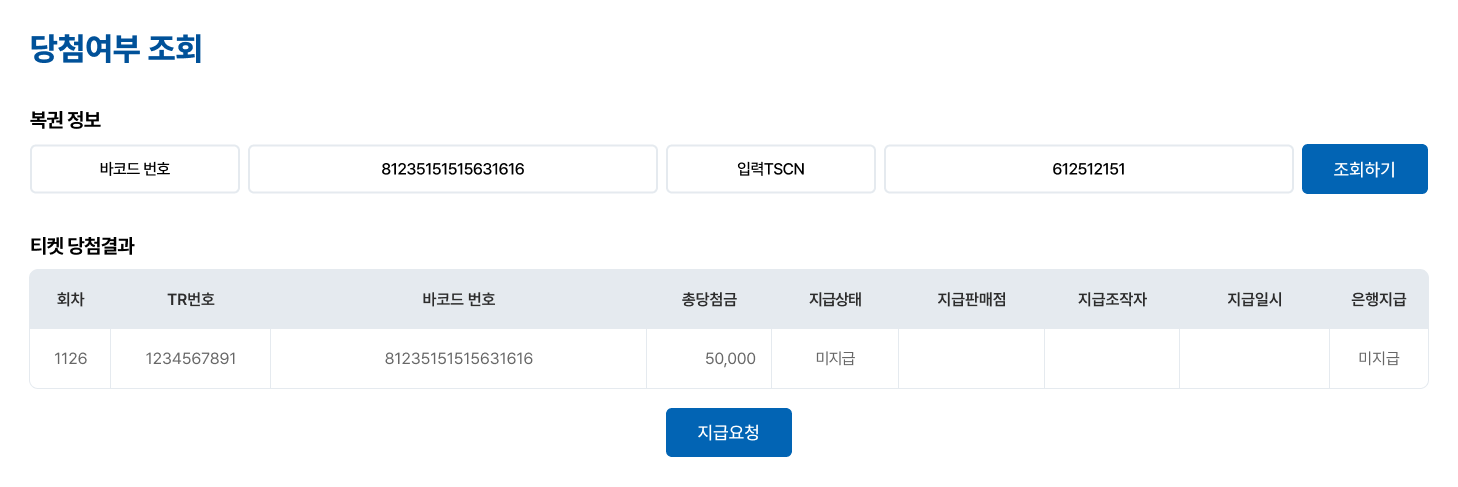 당첨여부 조회
복권 정보
바코드 번호 81235151515631616 입력TSCN 612512151 조회하기
티켓 당첨결과
회차 TR번호 바코드 번호 총당첨금 지급상태 지급판매점 지급조작자 지급일시 은행지급
1126 1234567891 81235151515631616 50,000 미지급 미지급
지급요청